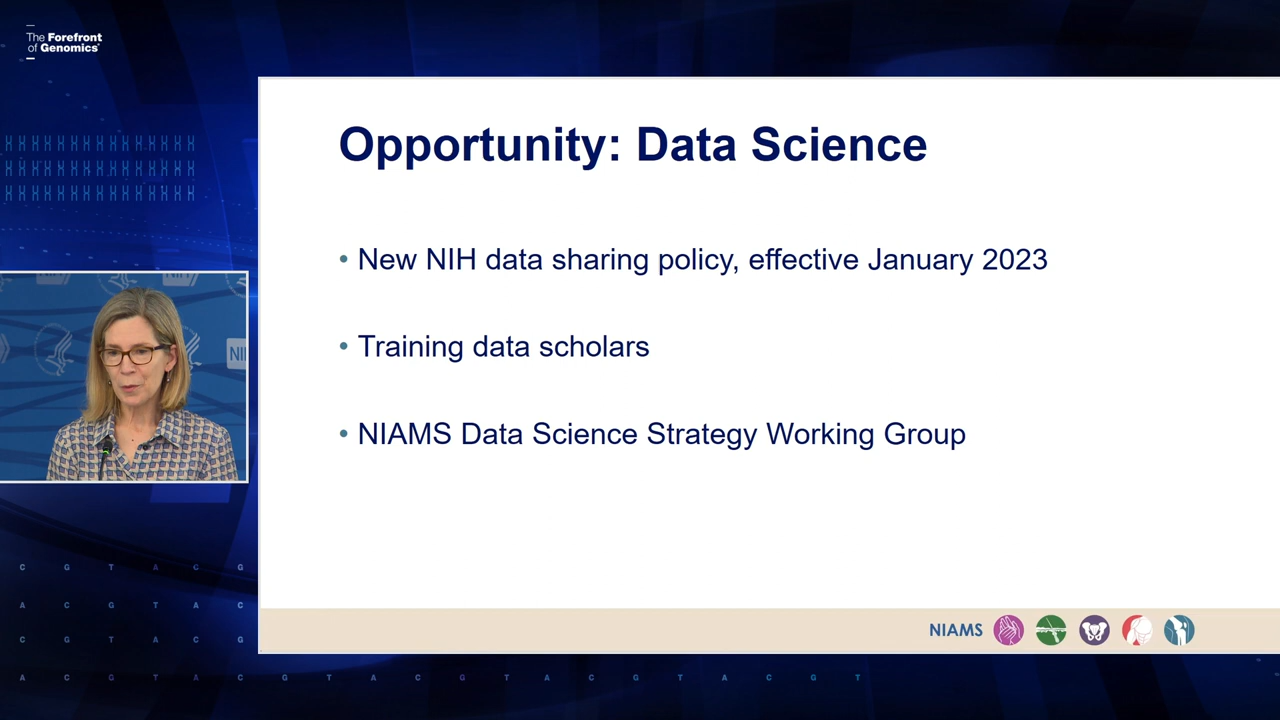 The Forefront
of Genomics
Opportunity: Data Science
• New NIH data sharing policy, effective January 2023
• Training data scholars
• NIAMS Data Science Strategy Working Group
NIH
NIAMS
C G T A C G
A C G T A C
C G T A C G
A C G T A C G T A C G T A C G T A C G T